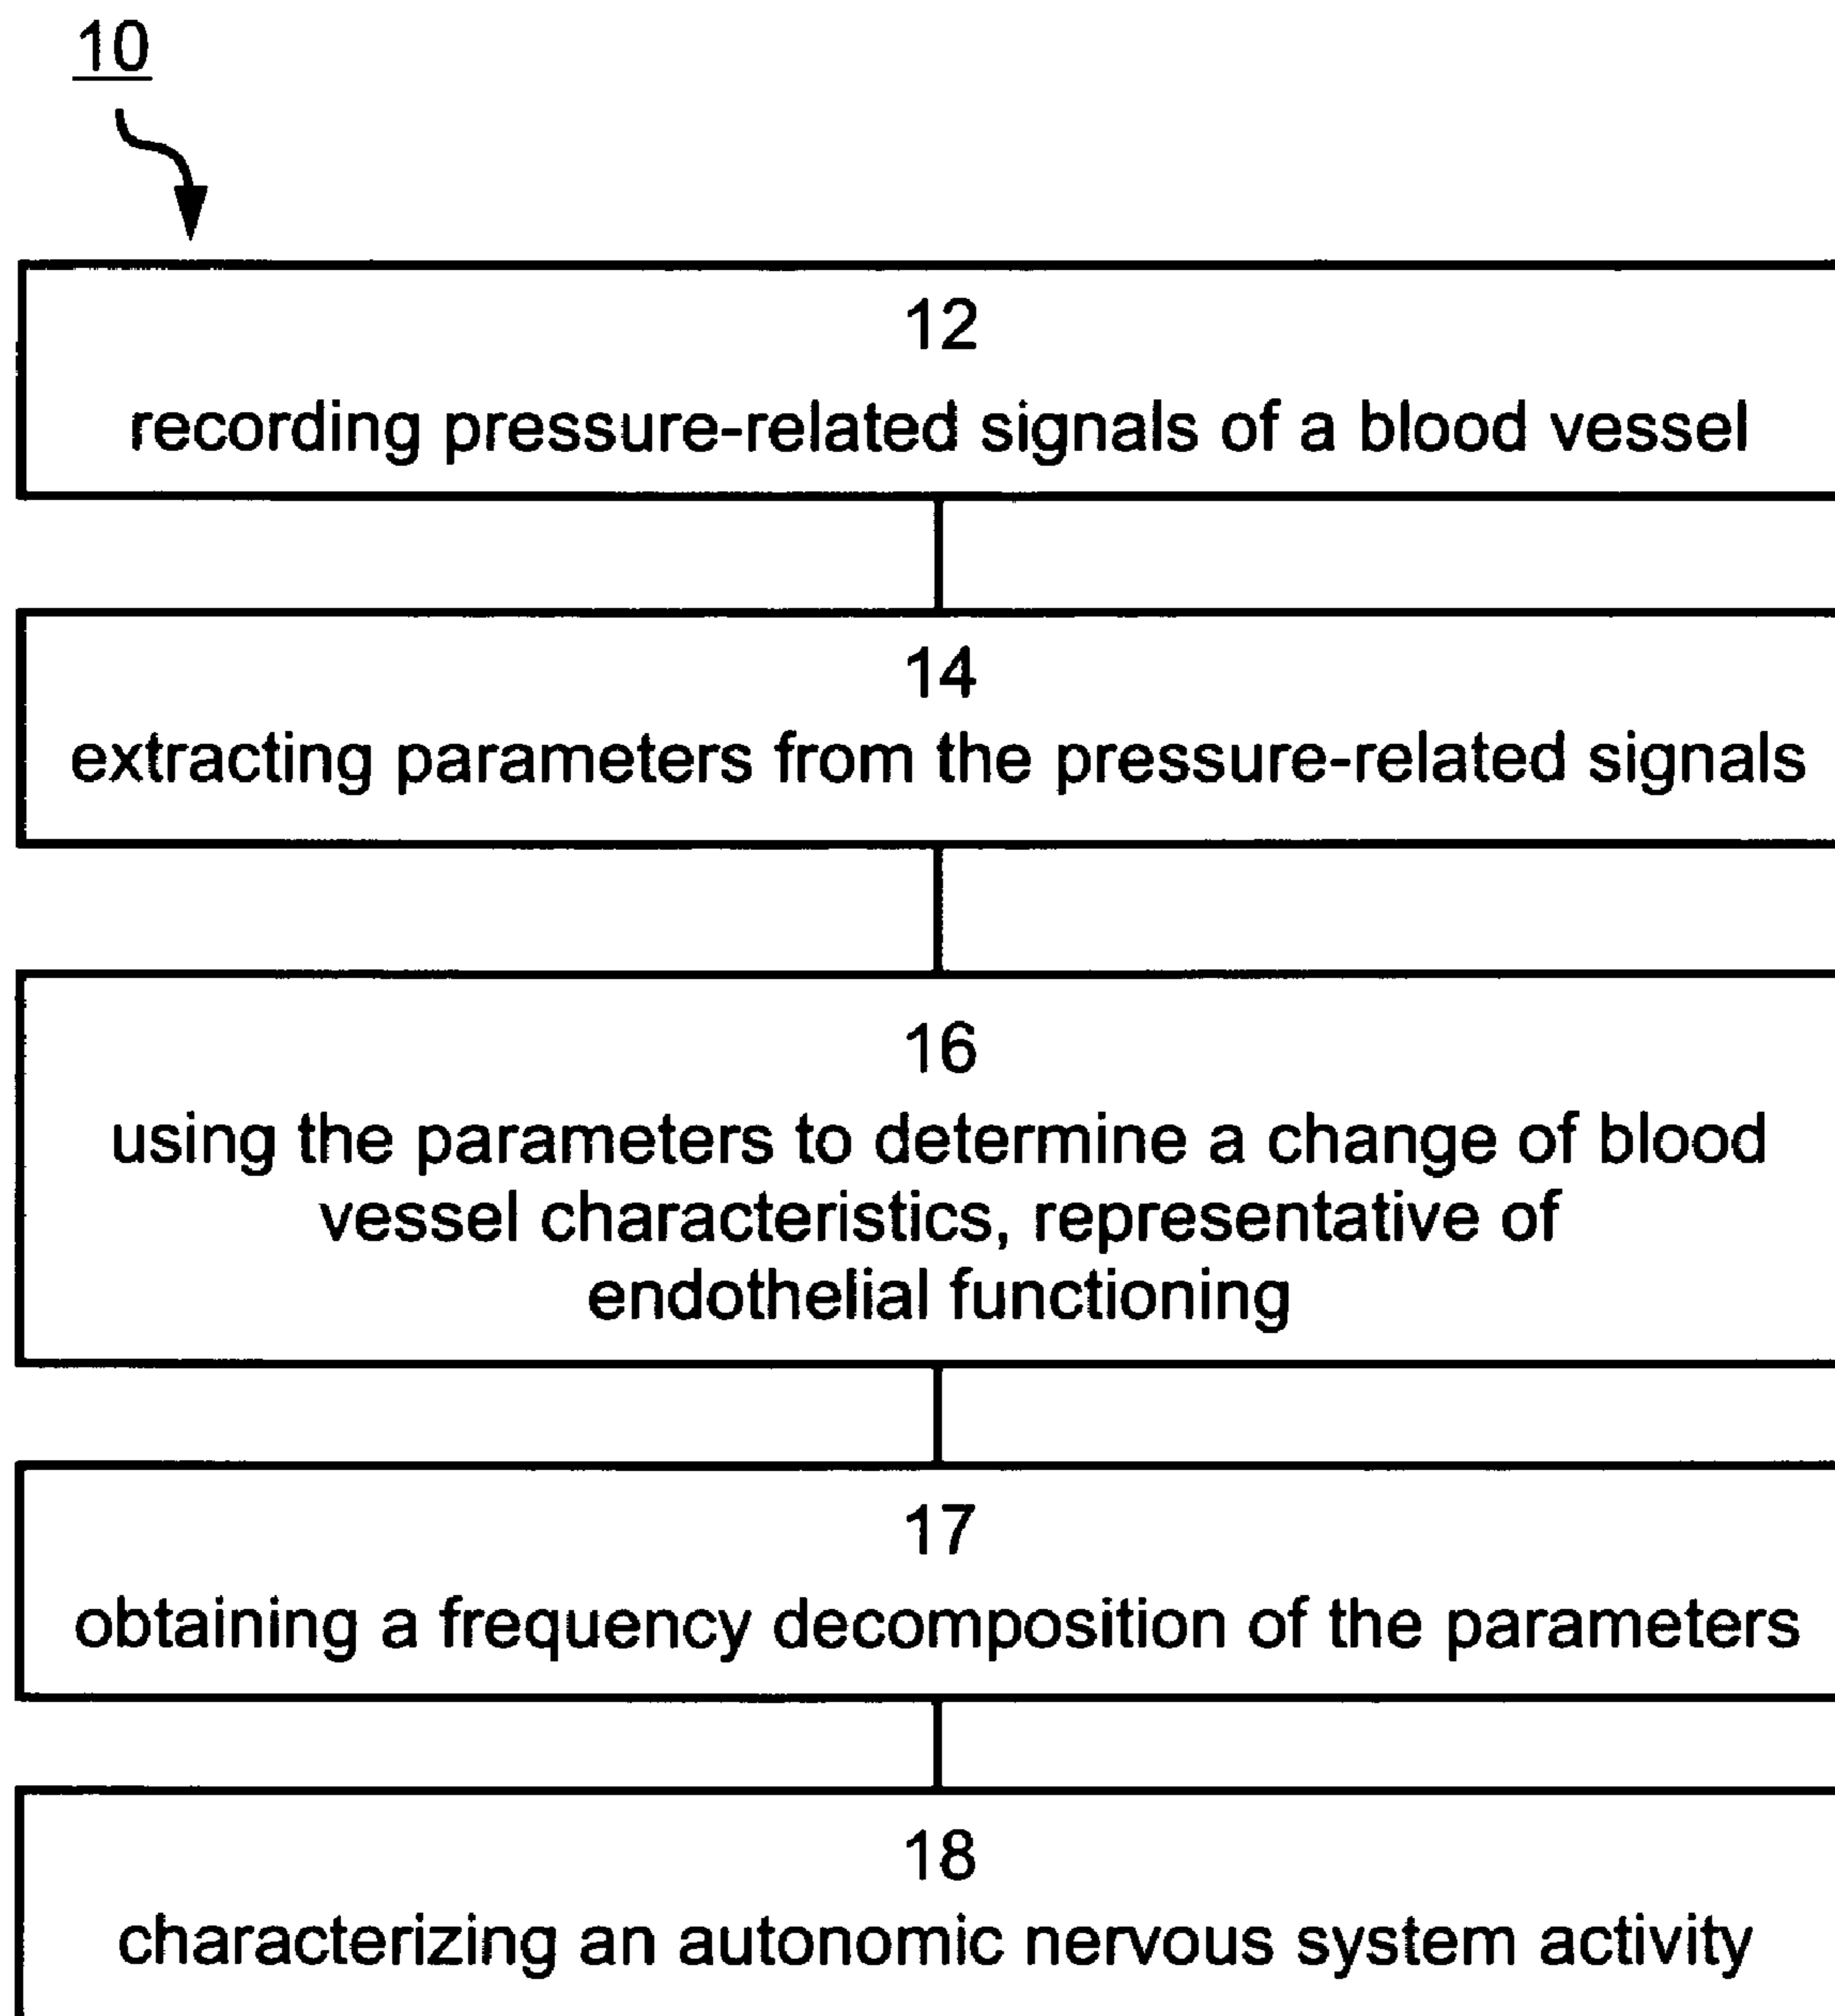 10
12
recording pressure-related signals of a blood vessel
14
extracting parameters from the pressure-related signals
16
using the parameters to determine a change of blood
vessel characteristics, representative of
endothelial functioning
17
obtaining a frequency decomposition of the parameters
18
characterizing an autonomic nervous system activity